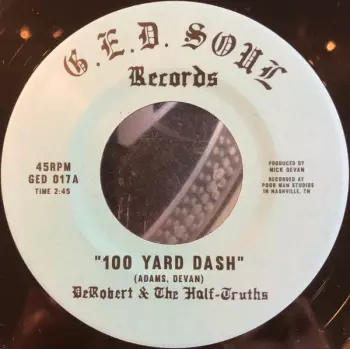 G.E.D. SOUL
Records
45RPM
GED 017A
TIME 2:45
PRODUCED BY
NICK DEVAN
RECORDED AT
POOR MAN STUDIOS
IN NASHVILLE, TN
"100 YARD DASH"
(ADAMS, DEVAN)
DeRobert & The Half-Truths